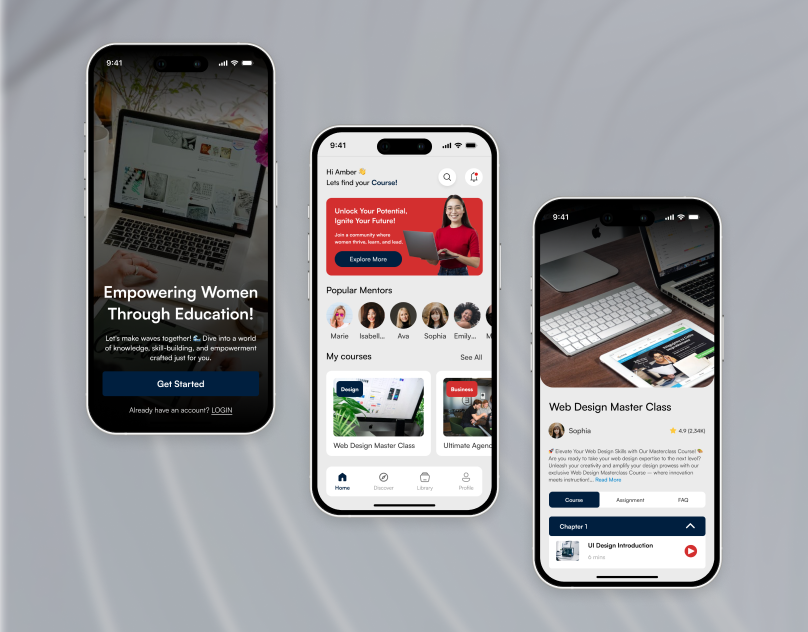 9:41
Empowering Women
Through Education!
Let's make waves together! 🌊 Dive into a world
of knowledge, skill-building, and empowerment
crafted just for you.
Get Started
Already have an account? LOGIN
9:41
Hi Amber 👋
Lets find your Course!
Unlock Your Potential,
Ignite Your Future!
Join a community where
women thrive, learn, and lead.
Explore More
Popular Mentors
Marie Isabell... Ava Sophia Emily...
My courses See All
Design Business
Web Design Master Class Ultimate Agenc
Home Discover Library Profile
9:41
Web Design Master Class
Sophia ⭐ 4.9 (2.34K)
🚀 Elevate Your Web Design Skills with Our Masterclass Course! 🎨
Are you ready to take your web design expertise to the next level?
Unleash your creativity and amplify your design prowess with our
exclusive Web Design Masterclass Course — where innovation
meets instruction!... Read More
Course Assignment FAQ
Chapter 1
UI Design Introduction
6 mins